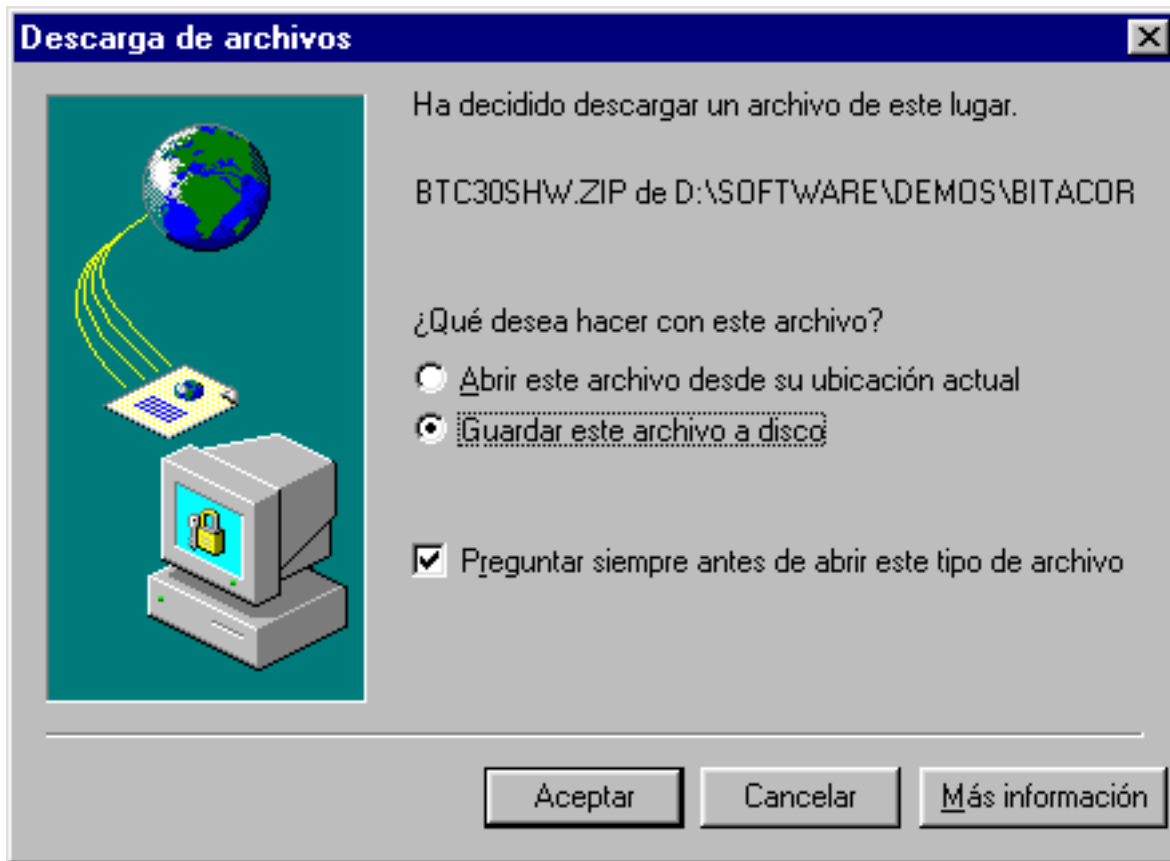 Descarga de archivos
Ha decidido descargar un archivo de este lugar.
BTC30SHW.ZIP de D:\SOFTWARE\DEMOS\BITACOR
¿Qué desea hacer con este archivo?
Abrir este archivo desde su ubicación actual
Guardar este archivo a disco
Preguntar siempre antes de abrir este tipo de archivo
Aceptar Cancelar Más información